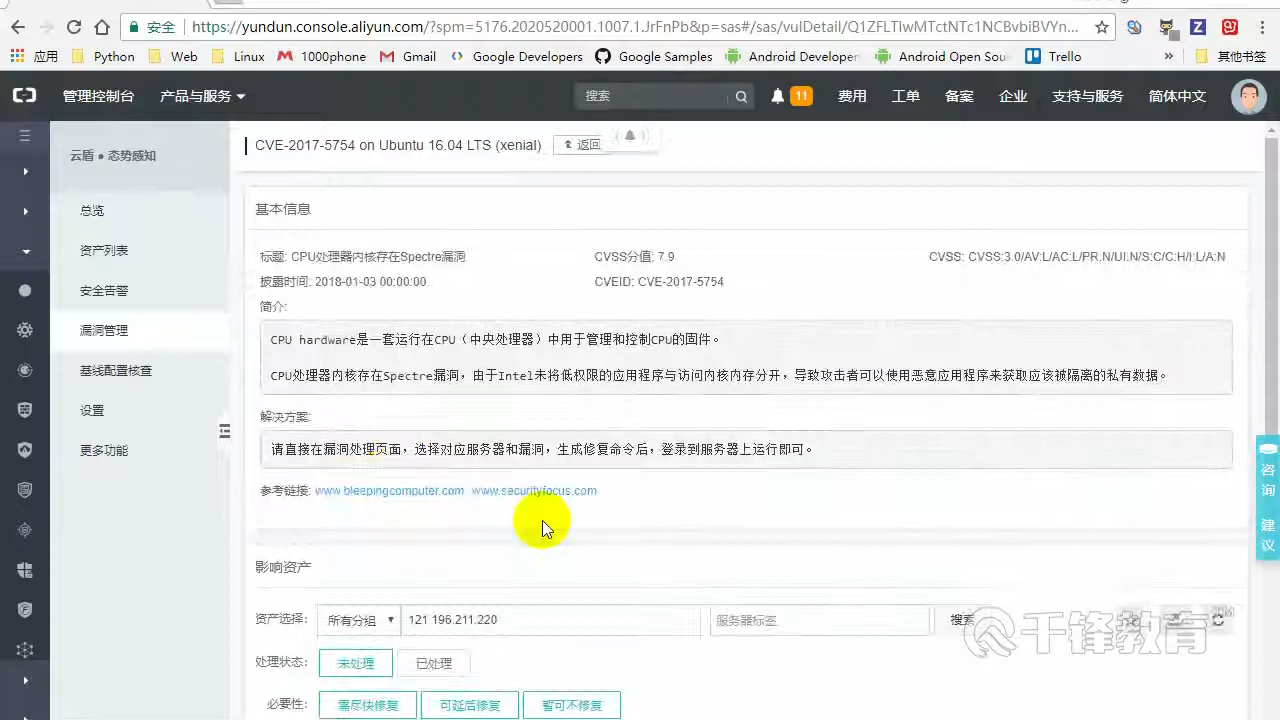 安全 https://yundun.console.aliyun.com/?spm=5176.2020520001.1007.1.JrFnPb&p=sas#/sas/vulDetail/Q1ZFLTIwMTctNTc1NCBvbiBVYn...
应用 Python Web Linux 1000phone Gmail Google Developers Google Samples Android Developer Android Open Sou Trello » 其他书签
管理控制台 产品与服务 搜索 11 费用 工单 备案 企业 支持与服务 简体中文
云盾 ● 态势感知
总览
资产列表
安全告警
漏洞管理
基线配置核查
设置
更多功能
CVE-2017-5754 on Ubuntu 16.04 LTS (xenial) 返回
基本信息
标题: CPU处理器内核存在Spectre漏洞 CVSS分值: 7.9 CVSS: CVSS:3.0/AV:L/AC:L/PR:N/UI:N/S:C/C:H/I:L/A:N
披露时间: 2018-01-03 00:00:00 CVEID: CVE-2017-5754
简介:
CPU hardware是一套运行在CPU（中央处理器）中用于管理和控制CPU的固件。
CPU处理器内核存在Spectre漏洞，由于Intel未将低权限的应用程序与访问内核内存分开，导致攻击者可以使用恶意应用程序来获取应该被隔离的私有数据。
解决方案:
请直接在漏洞处理页面，选择对应服务器和漏洞，生成修复命令后，登录到服务器上运行即可。
参考链接: www.bleepingcomputer.com www.securityfocus.com
影响资产
资产选择: 所有分组 121.196.211.220 服务器标签 搜索
处理状态: 未处理 已处理
必要性: 需尽快修复 可延后修复 暂可不修复
咨询
建议
千锋教育 TM